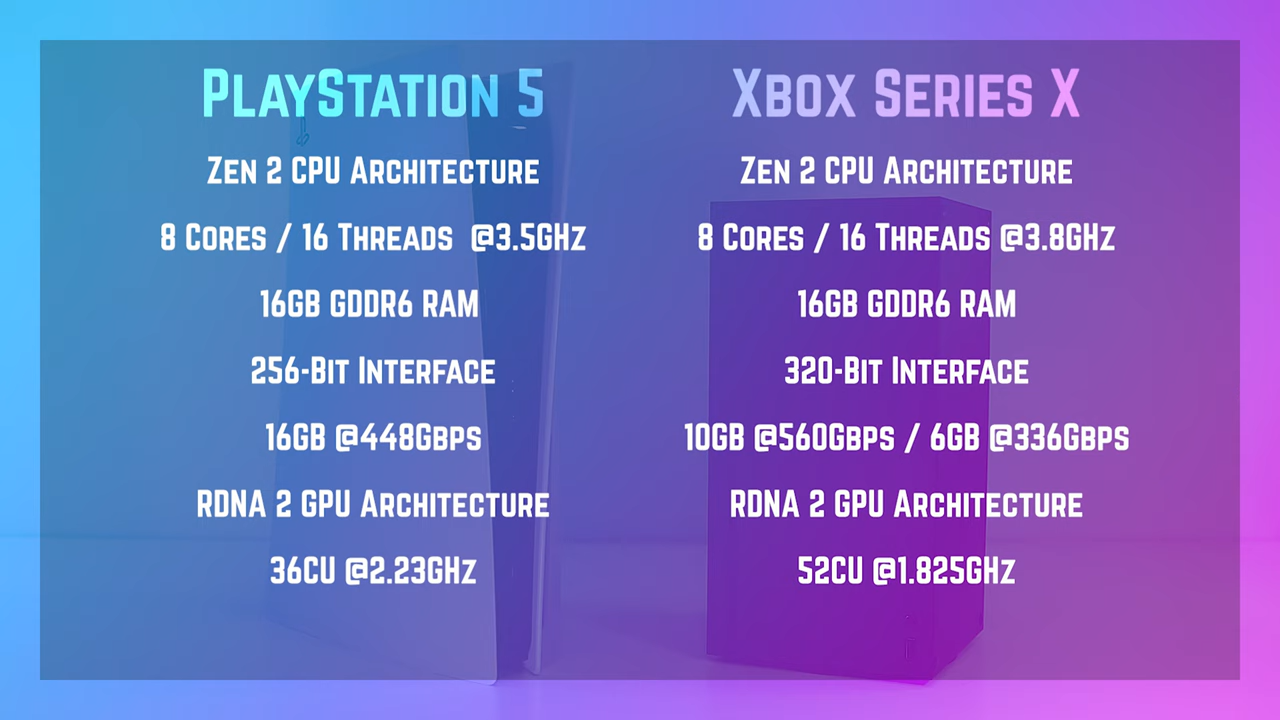 PlayStation 5
Zen 2 CPU Architecture
8 Cores / 16 Threads @3.5GHz
16GB GDDR6 RAM
256-Bit Interface
16GB @448Gbps
RDNA 2 GPU Architecture
36CU @2.23GHz
Xbox Series X
Zen 2 CPU Architecture
8 Cores / 16 Threads @3.8GHz
16GB GDDR6 RAM
320-Bit Interface
10GB @560Gbps / 6GB @336Gbps
RDNA 2 GPU Architecture
52CU @1.825GHz